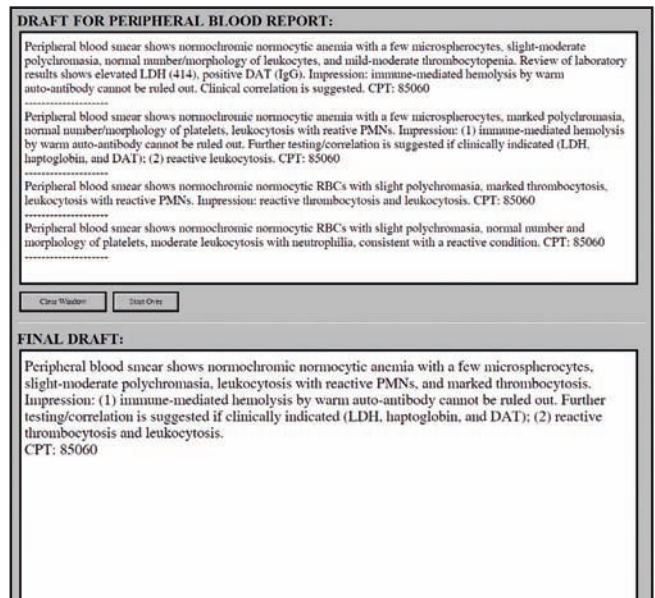 DRAFT FOR PERIPHERAL BLOOD REPORT:
Peripheral blood smear shows normochromic normocytic anemia with a few microspherocytes, slight-moderate
polychromasia, normal number/morphology of leukocytes, and mild-moderate thrombocytopenia. Review of laboratory
results shows elevated LDH (414), positive DAT (IgG). Impression: immune-mediated hemolysis by warm
auto-antibody cannot be ruled out. Clinical correlation is suggested. CPT: 85060
--------------------
Peripheral blood smear shows normochromic normocytic anemia with a few microspherocytes, marked polychromasia,
normal number/morphology of platelets, leukocytosis with reative PMNs. Impression: (1) immune-mediated hemolysis
by warm auto-antibody cannot be ruled out. Further testing/correlation is suggested if clinically indicated (LDH,
haptoglobin, and DAT); (2) reactive leukocytosis. CPT: 85060
--------------------
Peripheral blood smear shows normochromic normocytic RBCs with slight polychromasia, marked thrombocytosis,
leukocytosis with reactive PMNs. Impression: reactive thrombocytosis and leukocytosis. CPT: 85060
--------------------
Peripheral blood smear shows normochromic normocytic RBCs with slight polychromasia, normal number and
morphology of platelets, moderate leukocytosis with neutrophilia, consistent with a reactive condition. CPT: 85060
--------------------
Clear Window Start Over
FINAL DRAFT:
Peripheral blood smear shows normochromic normocytic anemia with a few microspherocytes,
slight-moderate polychromasia, leukocytosis with reactive PMNs, and marked thrombocytosis.
Impression: (1) immune-mediated hemolysis by warm auto-antibody cannot be ruled out. Further
testing/correlation is suggested if clinically indicated (LDH, haptoglobin, and DAT); (2) reactive
thrombocytosis and leukocytosis.
CPT: 85060